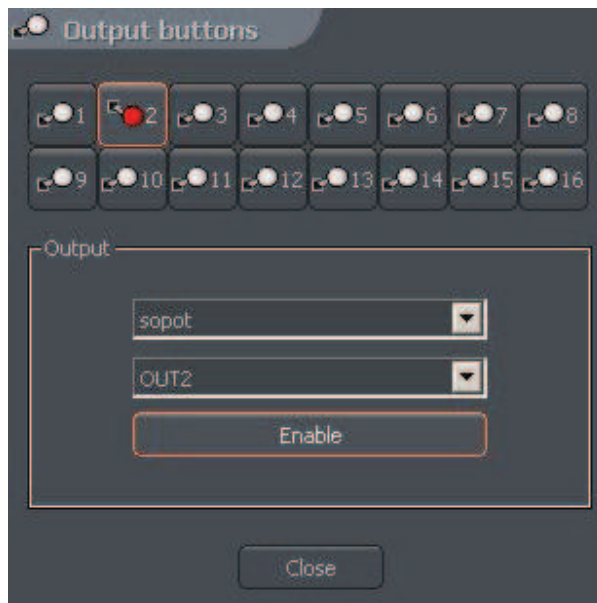 Output buttons
1 2 3 4 5 6 7 8
9 10 11 12 13 14 15 16
Output
sopot
OUT2
Enable
Close